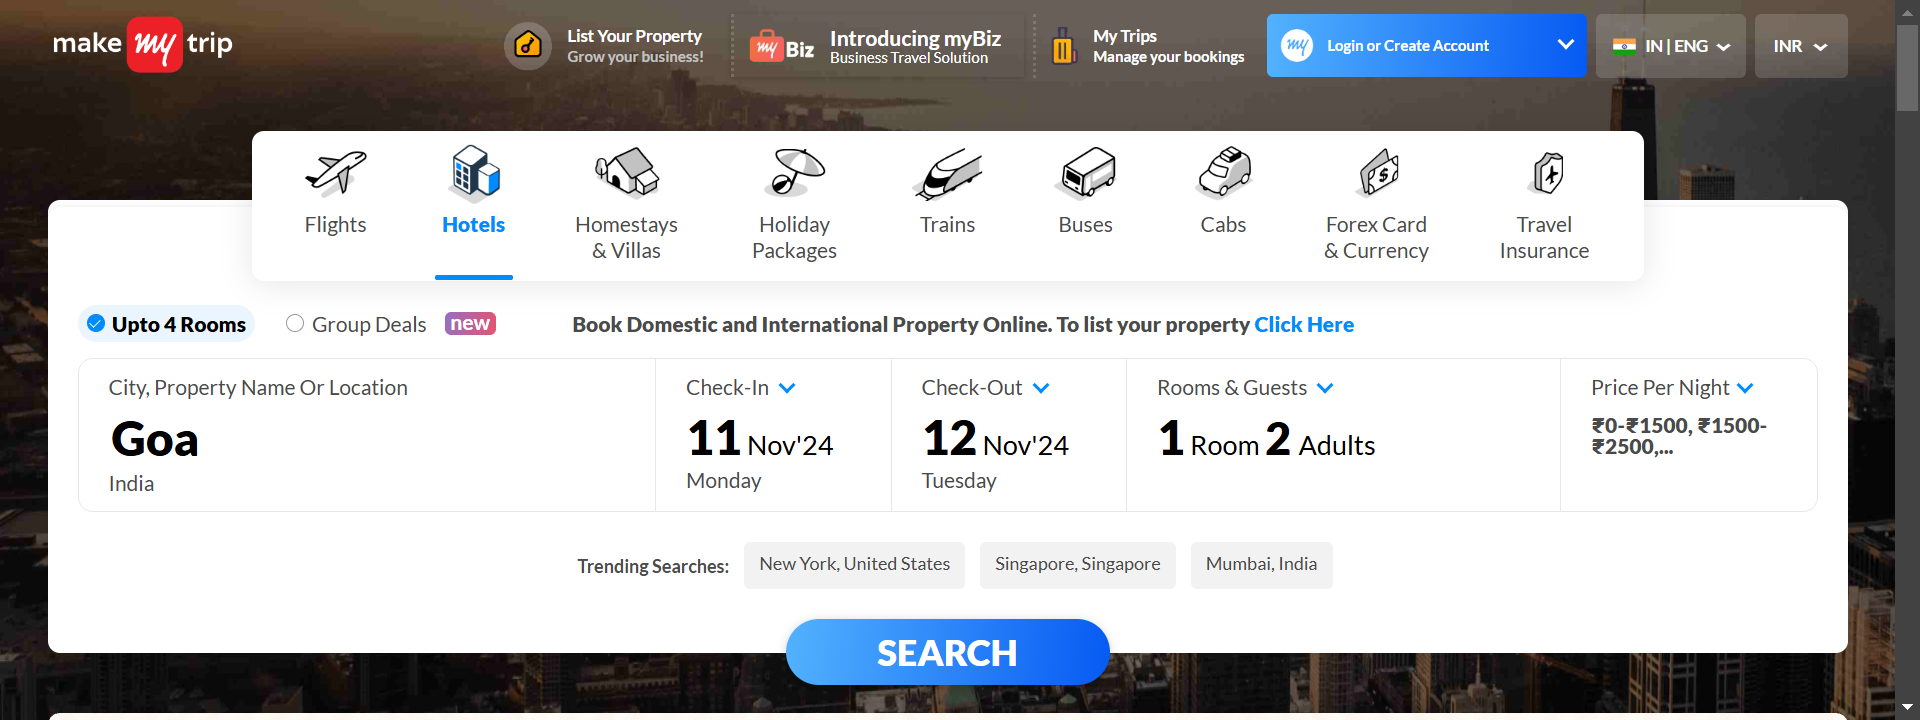 make my trip
List Your Property
Grow your business!
my Biz
Introducing myBiz
Business Travel Solution
My Trips
Manage your bookings
my Login or Create Account
IN | ENG
INR
Flights
Hotels
Homestays
& Villas
Holiday
Packages
Trains
Buses
Cabs
Forex Card
& Currency
Travel
Insurance
Upto 4 Rooms
Group Deals
new
Book Domestic and International Property Online. To list your property Click Here
City, Property Name Or Location
Goa
India
Check-In
11 Nov'24
Monday
Check-Out
12 Nov'24
Tuesday
Rooms & Guests
1 Room 2 Adults
Price Per Night
₹0-₹1500, ₹1500-
₹2500,...
Trending Searches:
New York, United States
Singapore, Singapore
Mumbai, India
SEARCH